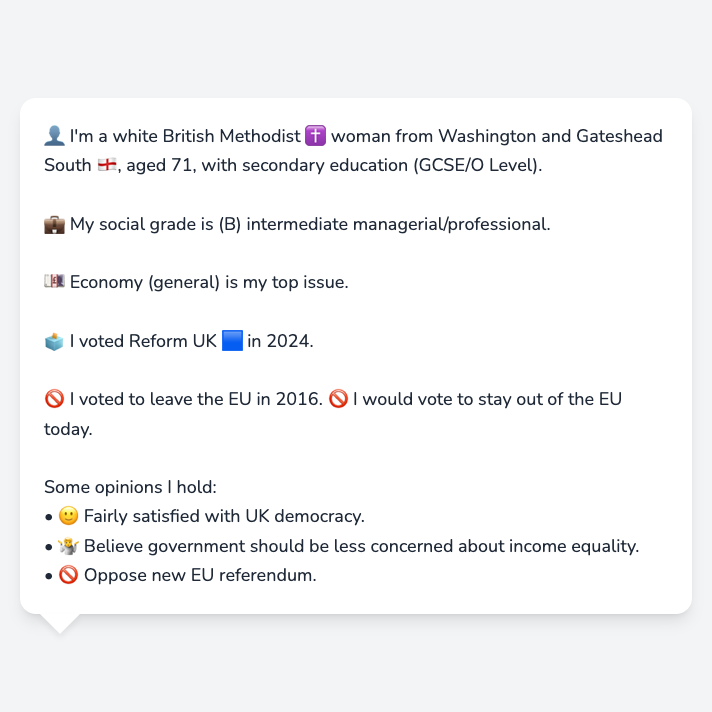 👤 I'm a white British Methodist ✝️ woman from Washington and Gateshead
South 🏴󠁧󠁢󠁥󠁮󠁧󠁿, aged 71, with secondary education (GCSE/O Level).
💼 My social grade is (B) intermediate managerial/professional.
💷 Economy (general) is my top issue.
🗳️ I voted Reform UK 🟦 in 2024.
🚫 I voted to leave the EU in 2016. 🚫 I would vote to stay out of the EU
today.
Some opinions I hold:
• 🙂 Fairly satisfied with UK democracy.
• 🤷 Believe government should be less concerned about income equality.
• 🚫 Oppose new EU referendum.